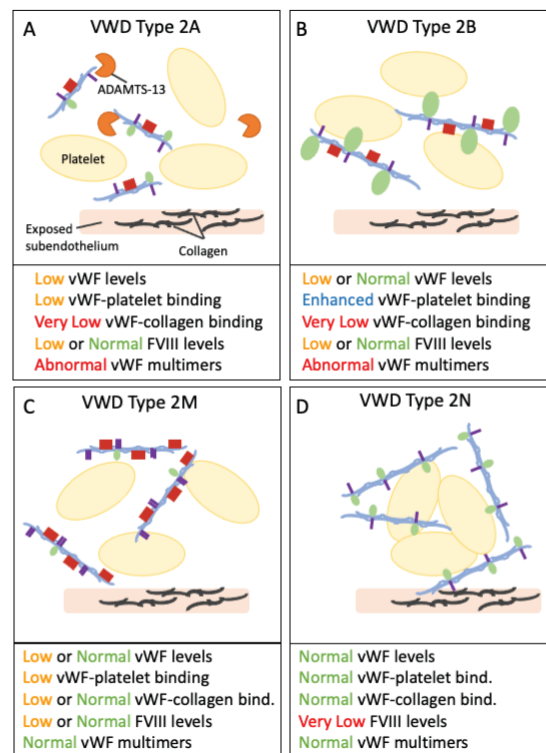 A
VWD Type 2A
ADAMTS-13
Platelet
Exposed
subendothelium
Collagen
Low vWF levels
Low vWF-platelet binding
Very Low vWF-collagen binding
Low or Normal FVIII levels
Abnormal vWF multimers
B
VWD Type 2B
Low or Normal vWF levels
Enhanced vWF-platelet binding
Very Low vWF-collagen binding
Low or Normal FVIII levels
Abnormal vWF multimers
C
VWD Type 2M
Low or Normal vWF levels
Low vWF-platelet binding
Low or Normal vWF-collagen bind.
Low or Normal FVIII levels
Normal vWF multimers
D
VWD Type 2N
Normal vWF levels
Normal vWF-platelet bind.
Normal vWF-collagen bind.
Very Low FVIII levels
Normal vWF multimers